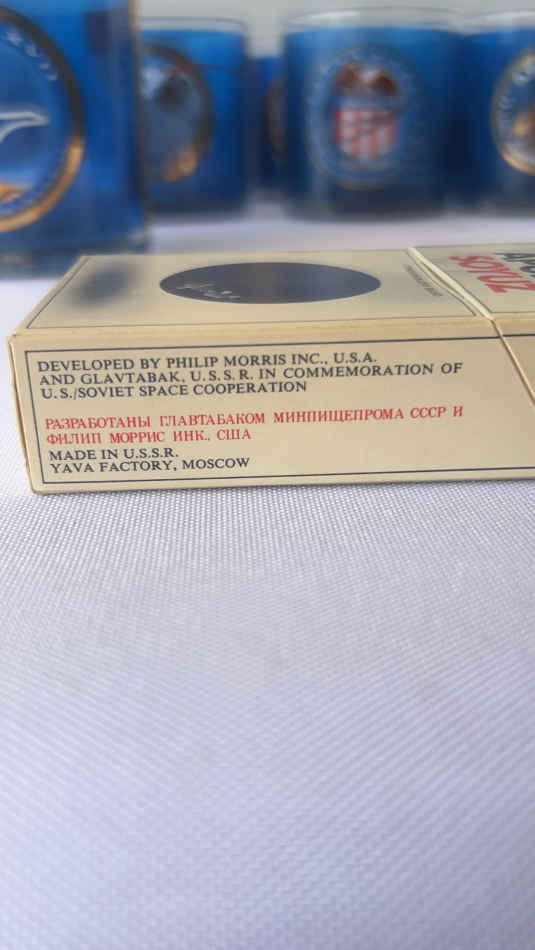 DEVELOPED BY PHILIP MORRIS INC., U.S.A.
AND GLAVTABAK, U.S.S.R. IN COMMEMORATION OF
U.S./SOVIET SPACE COOPERATION
РАЗРАБОТАНЫ ГЛАВТАБАКОМ МИНПИЩЕПРОМА СССР И
ФИЛИП МОРРИС ИНК., США
MADE IN U.S.S.R.
YAVA FACTORY, MOSCOW
SOYUZ